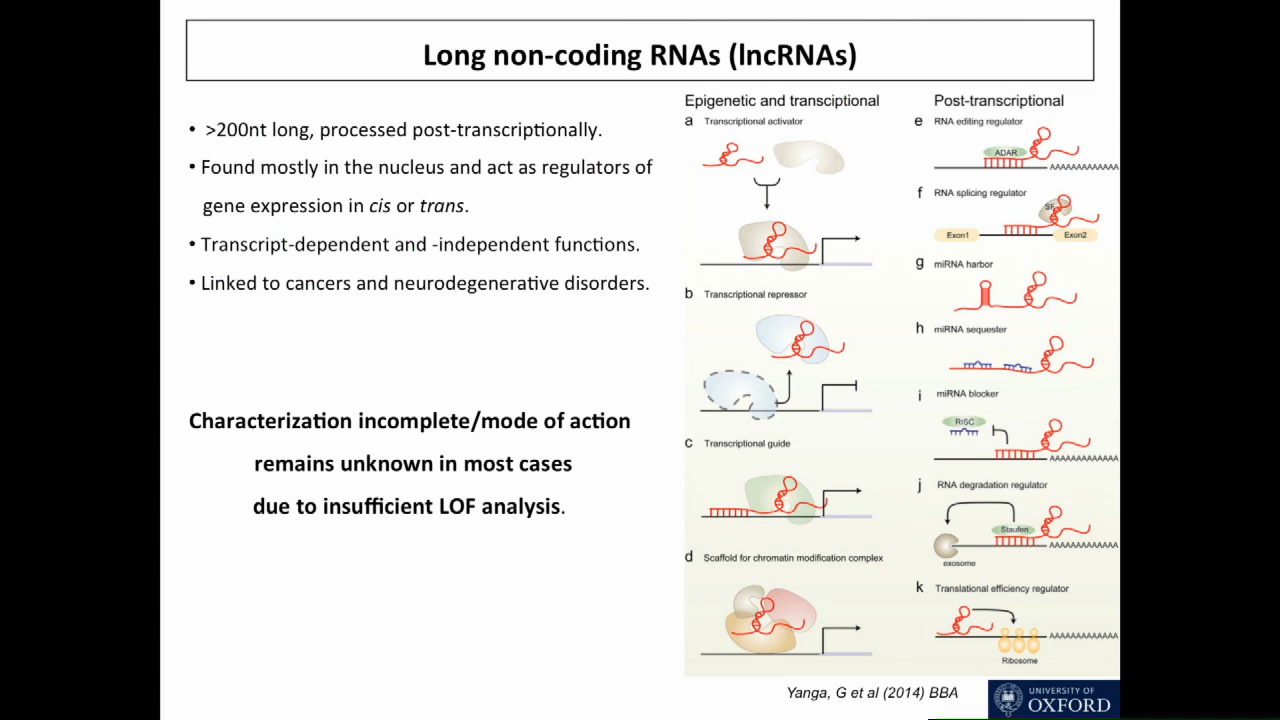 Long non-coding RNAs (lncRNAs)
• >200nt long, processed post-transcriptionally.
• Found mostly in the nucleus and act as regulators of
gene expression in cis or trans.
• Transcript-dependent and -independent functions.
• Linked to cancers and neurodegenerative disorders.
Characterization incomplete/mode of action
remains unknown in most cases
due to insufficient LOF analysis.
Epigenetic and transciptional
a Transcriptional activator
b Transcriptional repressor
c Transcriptional guide
d Scaffold for chromatin modification complex
Post-transcriptional
e RNA editing regulator
ADAR
AAAAAAAAAAAA
f RNA splicing regulator
SF
Exon1
Exon2
g miRNA harbor
h miRNA sequester
i miRNA blocker
RISC
AAAAAAAAAAAA
j RNA degradation regulator
Staufen
AAAAAAAAAAAA
exosome
k Translational efficiency regulator
AAAAAAAAAAAA
Ribosome
Yanga, G et al (2014) BBA
UNIVERSITY OF
OXFORD